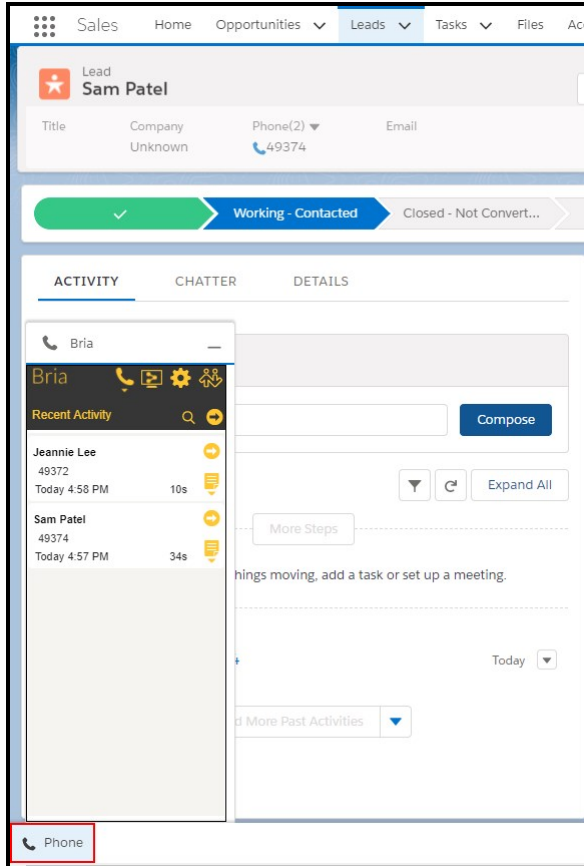 Sales Home Opportunities Leads Tasks Files Ac
Lead
Sam Patel
Title Company Phone(2) Email
Unknown 49374
Working - Contacted Closed - Not Convert...
ACTIVITY CHATTER DETAILS
Bria
Bria
Recent Activity
Compose
Jeannie Lee
49372
Today 4:58 PM 10s
Expand All
Sam Patel
49374
Today 4:57 PM 34s
More Steps
hings moving, add a task or set up a meeting.
Today
d More Past Activities
Phone